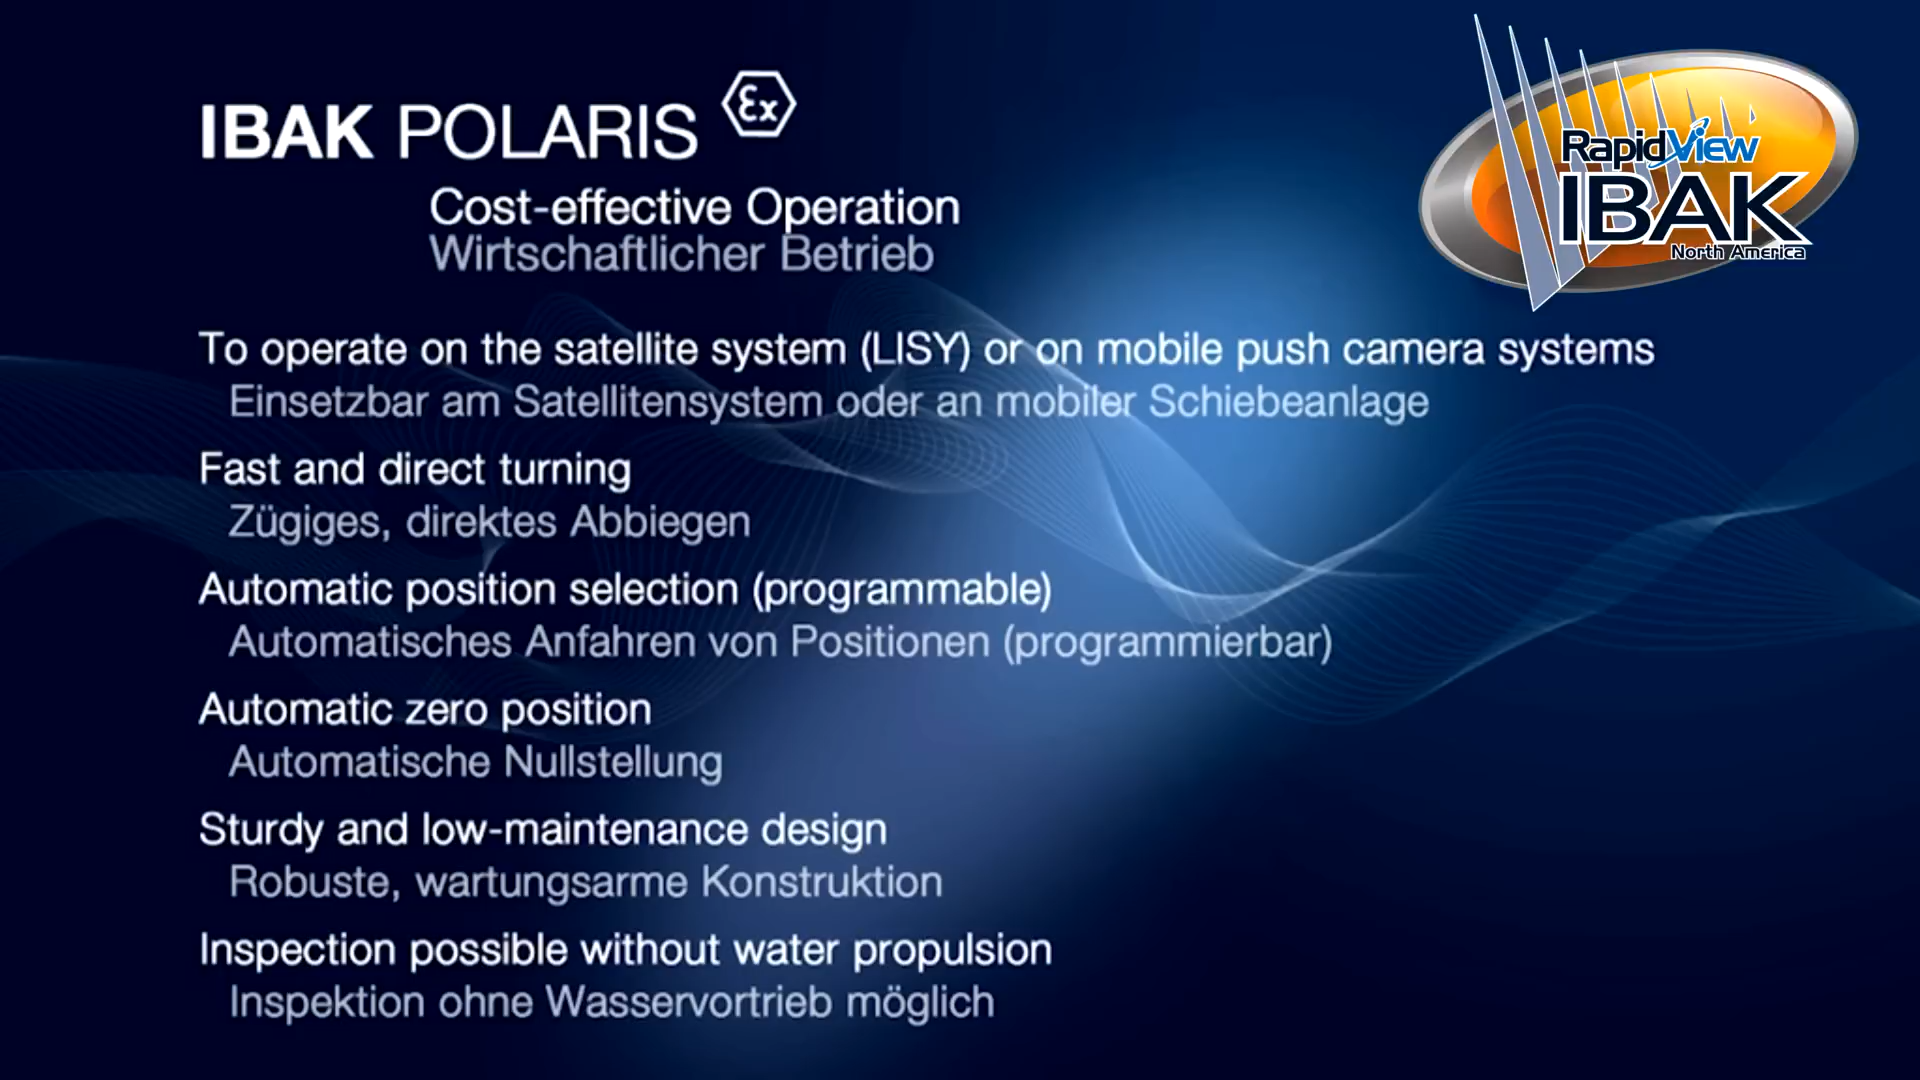 IBAK POLARIS Ex
Cost-effective Operation
Wirtschaftlicher Betrieb
To operate on the satellite system (LISY) or on mobile push camera systems
Einsetzbar am Satellitensystem oder an mobiler Schiebeanlage
Fast and direct turning
Zügiges, direktes Abbiegen
Automatic position selection (programmable)
Automatisches Anfahren von Positionen (programmierbar)
Automatic zero position
Automatische Nullstellung
Sturdy and low-maintenance design
Robuste, wartungsarme Konstruktion
Inspection possible without water propulsion
Inspektion ohne Wasservortrieb möglich
RapidView
IBAK
North America